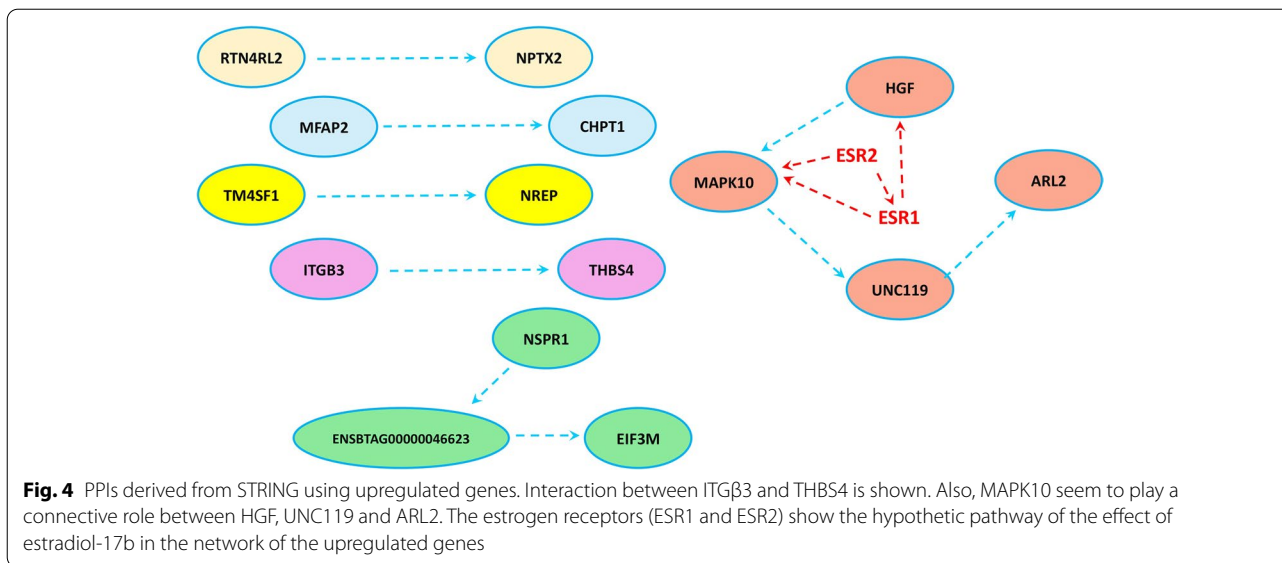 RTN4RL2
NPTX2
MFAP2
CHPT1
TM4SF1
NREP
ITGB3
THBS4
NSPR1
ENSBTAG00000046623
EIF3M
HGF
ESR2
MAPK10
ARL2
ESR1
UNC119
Fig. 4 PPIs derived from STRING using upregulated genes. Interaction between ITGβ3 and THBS4 is shown. Also, MAPK10 seem to play a
connective role between HGF, UNC119 and ARL2. The estrogen receptors (ESR1 and ESR2) show the hypothetic pathway of the effect of
estradiol-17b in the network of the upregulated genes